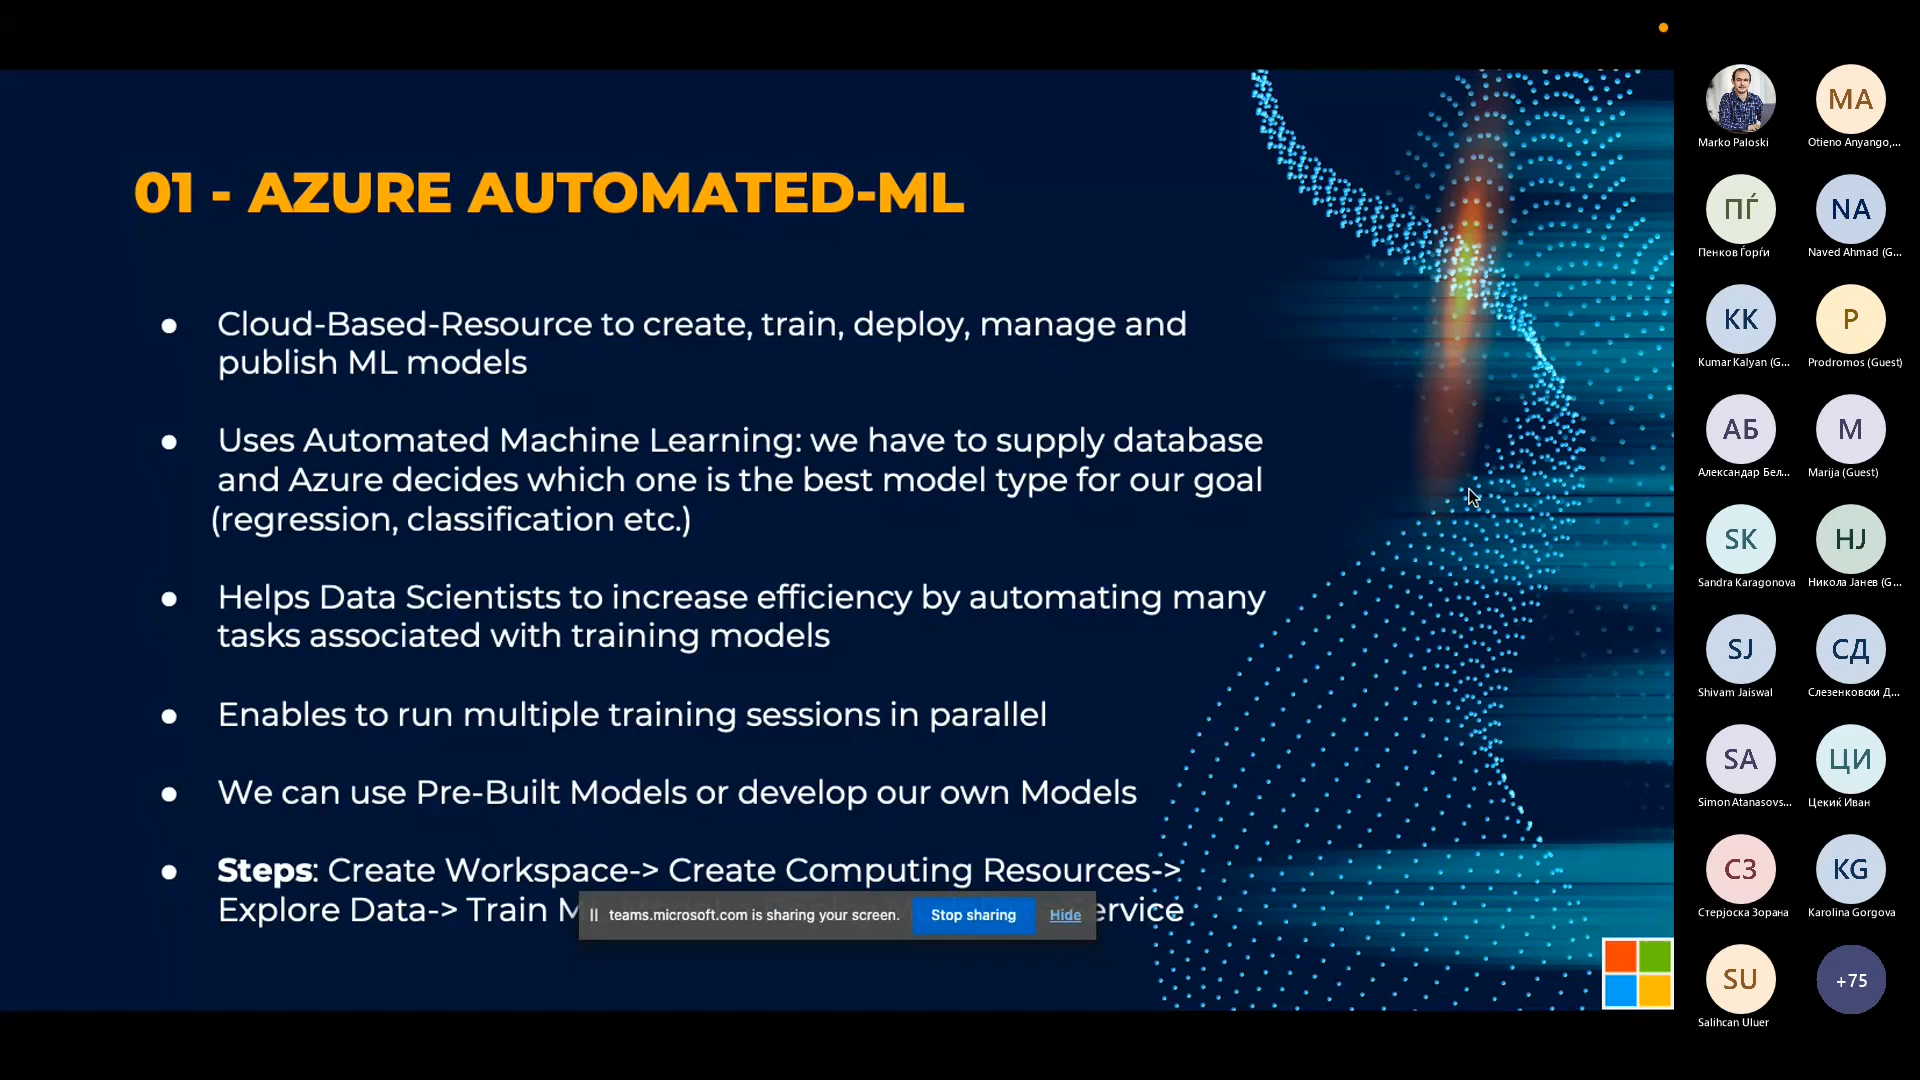 01 - AZURE AUTOMATED-ML
● Cloud-Based-Resource to create, train, deploy, manage and
publish ML models
● Uses Automated Machine Learning: we have to supply database
and Azure decides which one is the best model type for our goal
(regression, classification etc.)
● Helps Data Scientists to increase efficiency by automating many
tasks associated with training models
● Enables to run multiple training sessions in parallel
● We can use Pre-Built Models or develop our own Models
● Steps: Create Workspace-> Create Computing Resources->
Explore Data-> Train
teams.microsoft.com is sharing your screen. Stop sharing Hide
MA
Marko Paloski Otieno Anyango,...
ПЃ NA
Пенков Ѓорѓи Naved Ahmad (G...
KK P
Kumar Kalyan (G... Prodromos (Guest)
АБ M
Александар Бел... Marija (Guest)
SK НЈ
Sandra Karagonova Никола Јанев (G...
SJ СД
Shivam Jaiswal Слезенковски Д...
SA ЦИ
Simon Atanasovs... Цекиќ Иван
СЗ KG
Стерјоска Зорана Karolina Gorgova
SU +75
Salihcan Uluer